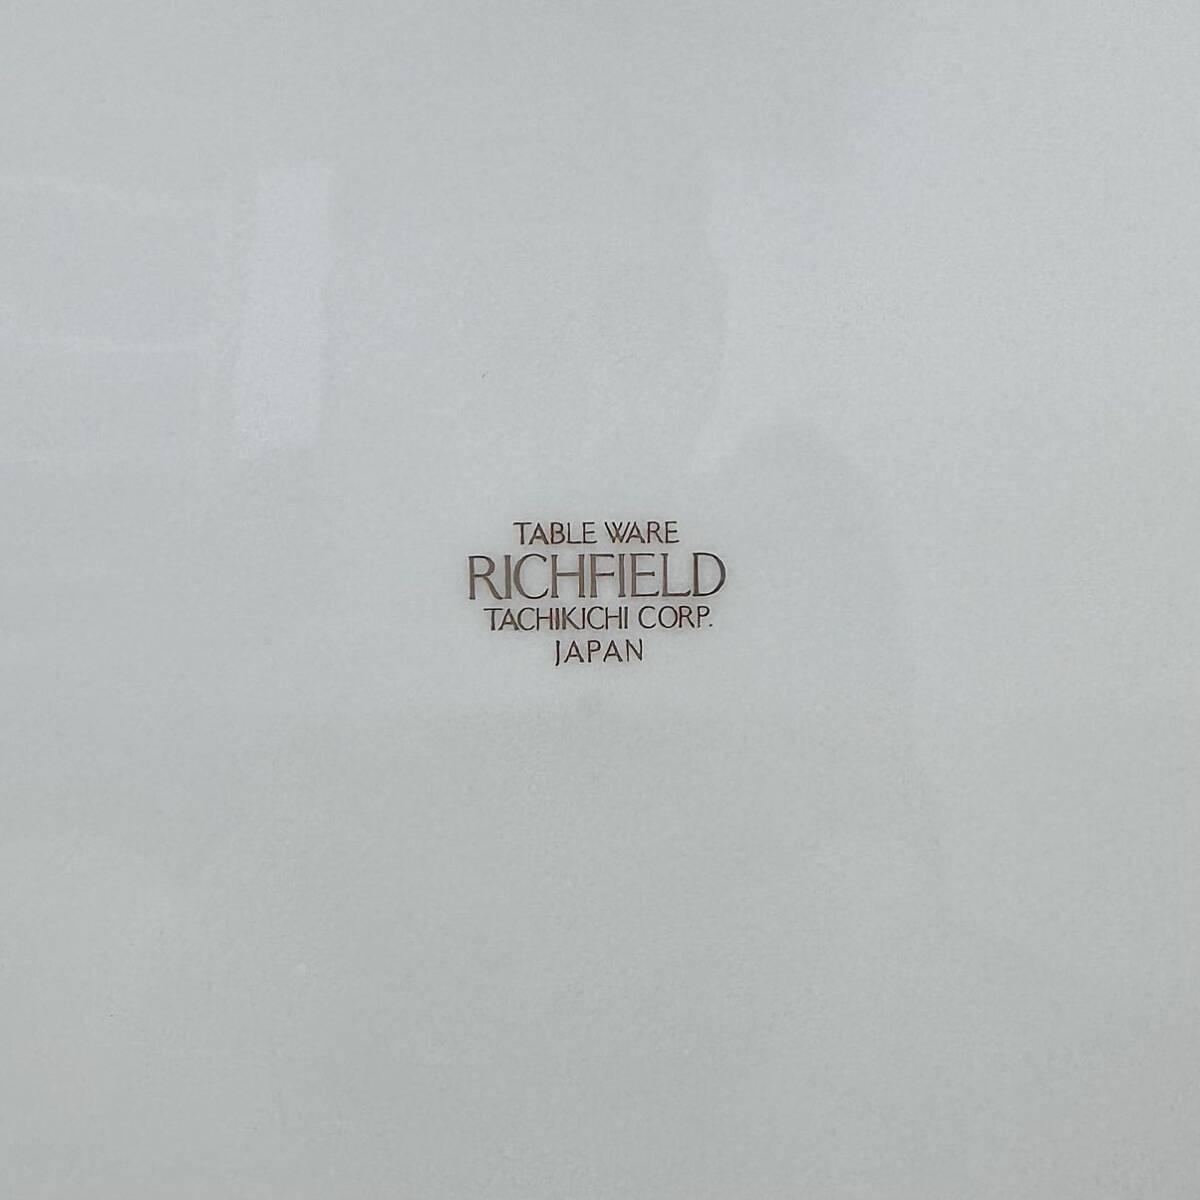 TABLE WARE
RICHFIELD
TACHIKICHI CORP.
JAPAN